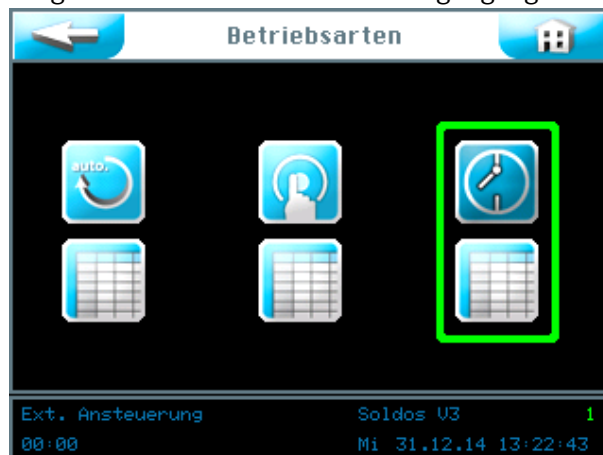 Betriebsarten
auto.
Ext. Ansteuerung
Soldos V3
1
00:00
Mi 31.12.14 13:22:43